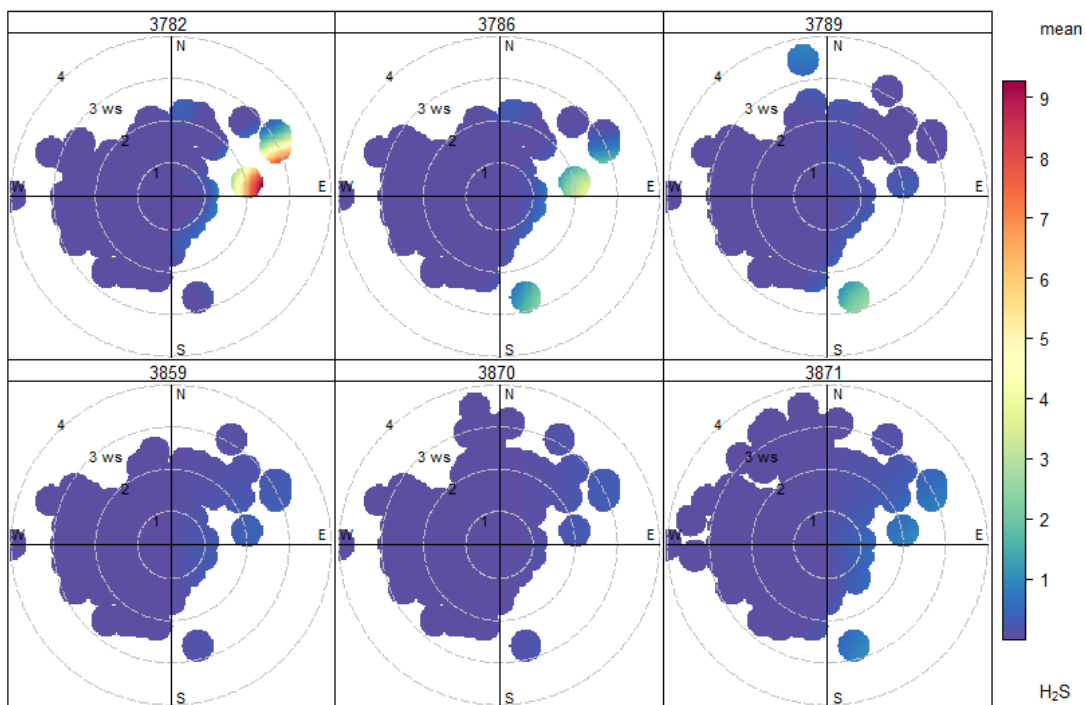 3782 3786 3789
mean
N N N
4 4 4
3 ws 3 ws 3 ws
2 2 2
1 1 1
W E W E W E
S S S
3859 3870 3871
N N N
4 4 4
3 ws 3 ws 3 ws
2 2 2
1 1 1
W E W E W E
S S S
9
8
7
6
5
4
3
2
1
H₂S